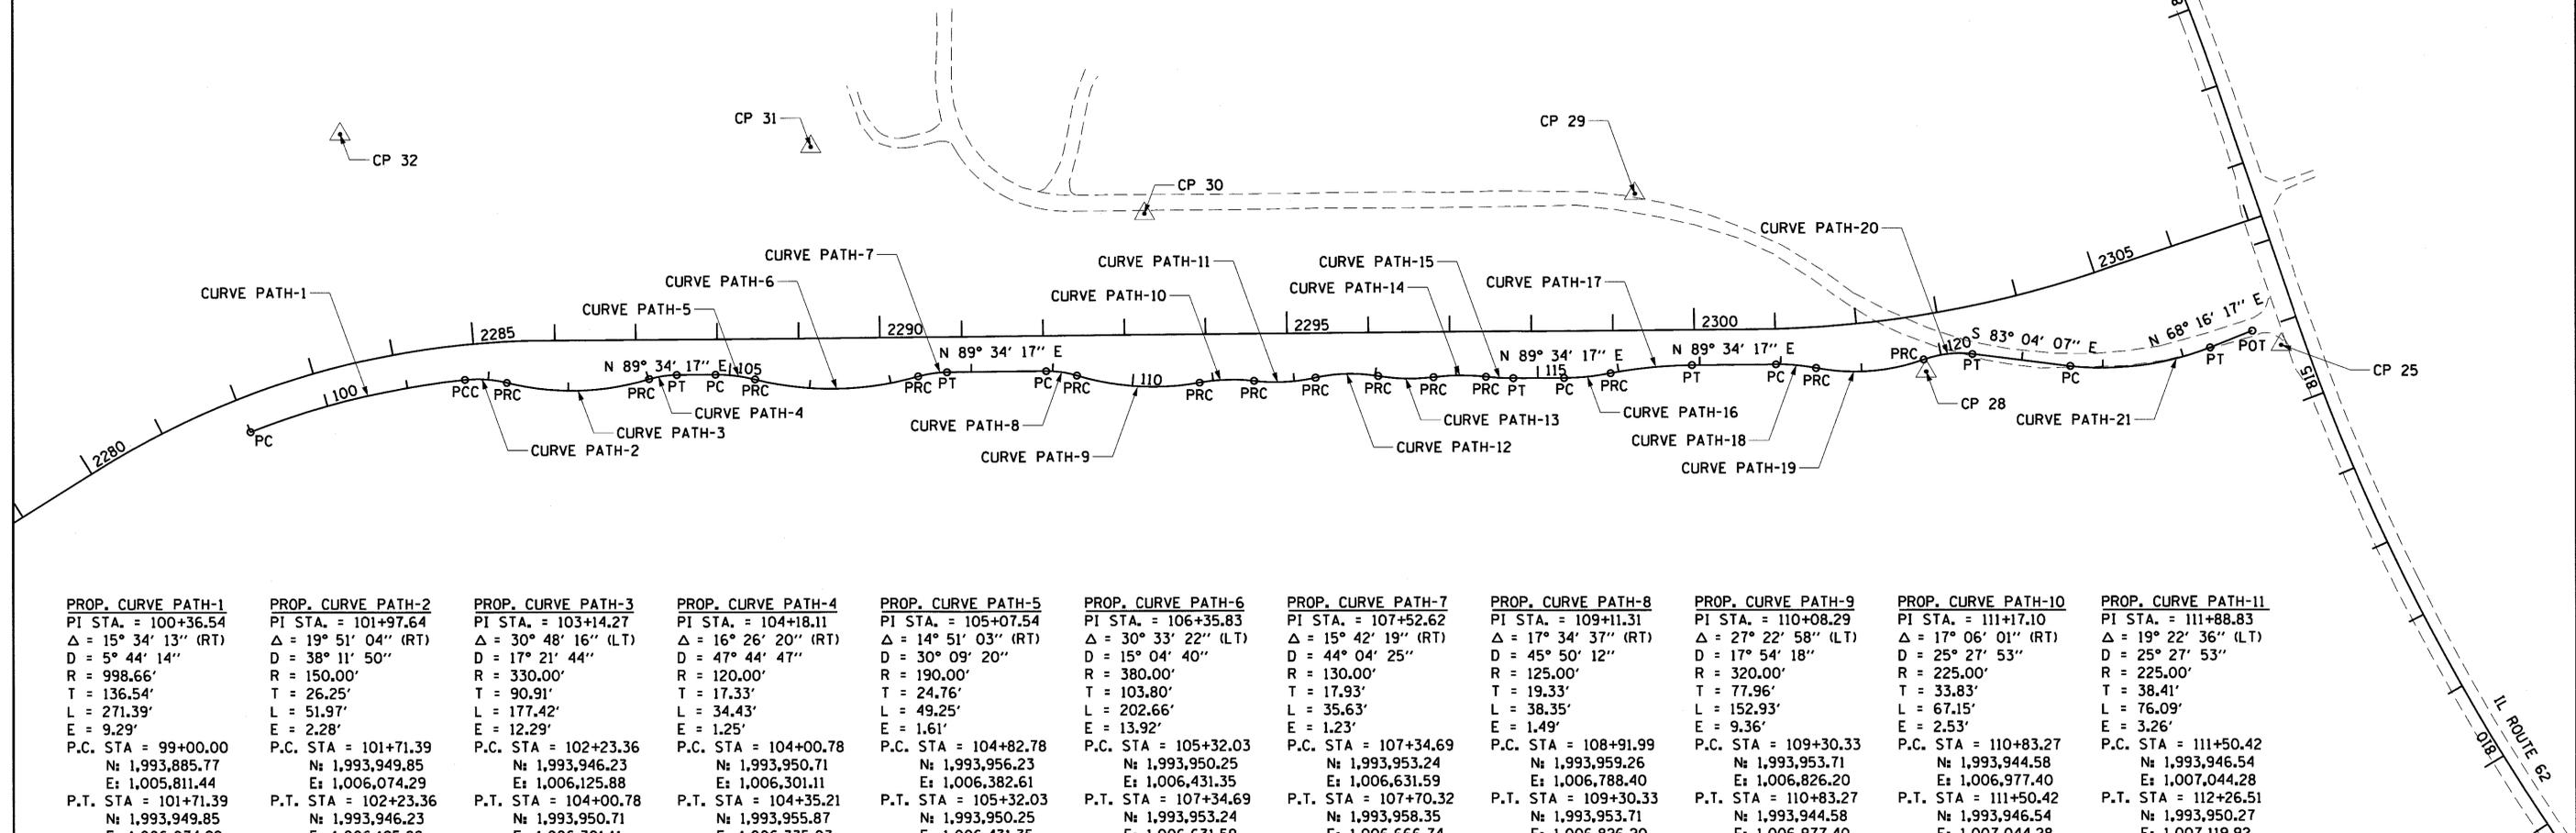 CP 31
CP 29
CP 32
CP 30
CURVE PATH-20
CURVE PATH-7
CURVE PATH-11
CURVE PATH-15
2305
CURVE PATH-6
CURVE PATH-14
CURVE PATH-17
CURVE PATH-1
CURVE PATH-10
CURVE PATH-5
2285
2290
2295
2300
N 89° 34' 17'' E
N 89° 34' 17'' E
N 89° 34' 17'' E
N 89° 34' 17'' E
S 83° 04' 07'' E
N 68° 16' 17'' E
100
105
110
115
120
PC
PCC
PRC
PRC
PT
PC
PRC
PRC
PT
PC
PRC
PRC
PRC
PRC
PRC
PRC
PRC
PT
PC
PRC
PT
PC
PRC
PRC
PT
PC
PT
POT
CP 25
815
CP 28
CURVE PATH-4
CURVE PATH-16
CURVE PATH-13
CURVE PATH-21
CURVE PATH-8
CURVE PATH-3
CURVE PATH-18
CURVE PATH-2
CURVE PATH-12
CURVE PATH-9
CURVE PATH-19
2280
810
IL ROUTE 62
PROP. CURVE PATH-1
PI STA. = 100+36.54
Δ = 15° 34' 13'' (RT)
D = 5° 44' 14''
R = 998.66'
T = 136.54'
L = 271.39'
E = 9.29'
P.C. STA = 99+00.00
N: 1,993,885.77
E: 1,005,811.44
P.T. STA = 101+71.39
N: 1,993,949.85
PROP. CURVE PATH-2
PI STA. = 101+97.64
Δ = 19° 51' 04'' (RT)
D = 38° 11' 50''
R = 150.00'
T = 26.25'
L = 51.97'
E = 2.28'
P.C. STA = 101+71.39
N: 1,993,949.85
E: 1,006,074.29
P.T. STA = 102+23.36
N: 1,993,946.23
PROP. CURVE PATH-3
PI STA. = 103+14.27
Δ = 30° 48' 16'' (LT)
D = 17° 21' 44''
R = 330.00'
T = 90.91'
L = 177.42'
E = 12.29'
P.C. STA = 102+23.36
N: 1,993,946.23
E: 1,006,125.88
P.T. STA = 104+00.78
N: 1,993,950.71
PROP. CURVE PATH-4
PI STA. = 104+18.11
Δ = 16° 26' 20'' (RT)
D = 47° 44' 47''
R = 120.00'
T = 17.33'
L = 34.43'
E = 1.25'
P.C. STA = 104+00.78
N: 1,993,950.71
E: 1,006,301.11
P.T. STA = 104+35.21
N: 1,993,955.87
PROP. CURVE PATH-5
PI STA. = 105+07.54
Δ = 14° 51' 03'' (RT)
D = 30° 09' 20''
R = 190.00'
T = 24.76'
L = 49.25'
E = 1.61'
P.C. STA = 104+82.78
N: 1,993,956.23
E: 1,006,382.61
P.T. STA = 105+32.03
N: 1,993,950.25
PROP. CURVE PATH-6
PI STA. = 106+35.83
Δ = 30° 33' 22'' (LT)
D = 15° 04' 40''
R = 380.00'
T = 103.80'
L = 202.66'
E = 13.92'
P.C. STA = 105+32.03
N: 1,993,950.25
E: 1,006,431.35
P.T. STA = 107+34.69
N: 1,993,953.24
PROP. CURVE PATH-7
PI STA. = 107+52.62
Δ = 15° 42' 19'' (RT)
D = 44° 04' 25''
R = 130.00'
T = 17.93'
L = 35.63'
E = 1.23'
P.C. STA = 107+34.69
N: 1,993,953.24
E: 1,006,631.59
P.T. STA = 107+70.32
N: 1,993,958.35
PROP. CURVE PATH-8
PI STA. = 109+11.31
Δ = 17° 34' 37'' (RT)
D = 45° 50' 12''
R = 125.00'
T = 19.33'
L = 38.35'
E = 1.49'
P.C. STA = 108+91.99
N: 1,993,959.26
E: 1,006,788.40
P.T. STA = 109+30.33
N: 1,993,953.71
PROP. CURVE PATH-9
PI STA. = 110+08.29
Δ = 27° 22' 58'' (LT)
D = 17° 54' 18''
R = 320.00'
T = 77.96'
L = 152.93'
E = 9.36'
P.C. STA = 109+30.33
N: 1,993,953.71
E: 1,006,826.20
P.T. STA = 110+83.27
N: 1,993,944.58
PROP. CURVE PATH-10
PI STA. = 111+17.10
Δ = 17° 06' 01'' (RT)
D = 25° 27' 53''
R = 225.00'
T = 33.83'
L = 67.15'
E = 2.53'
P.C. STA = 110+83.27
N: 1,993,944.58
E: 1,006,977.40
P.T. STA = 111+50.42
N: 1,993,946.54
PROP. CURVE PATH-11
PI STA. = 111+88.83
Δ = 19° 22' 36'' (LT)
D = 25° 27' 53''
R = 225.00'
T = 38.41'
L = 76.09'
E = 3.26'
P.C. STA = 111+50.42
N: 1,993,946.54
E: 1,007,044.28
P.T. STA = 112+26.51
N: 1,993,950.27